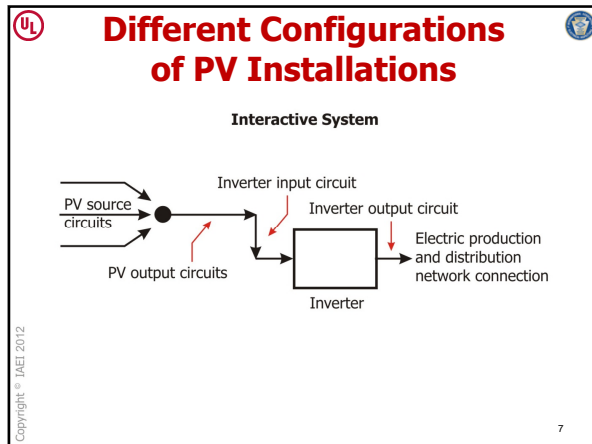 UL
Different Configurations
of PV Installations
Interactive System
PV source
circuits
Inverter input circuit
Inverter output circuit
PV output circuits
Electric production
and distribution
network connection
Inverter
Copyright © IAEI 2012
7